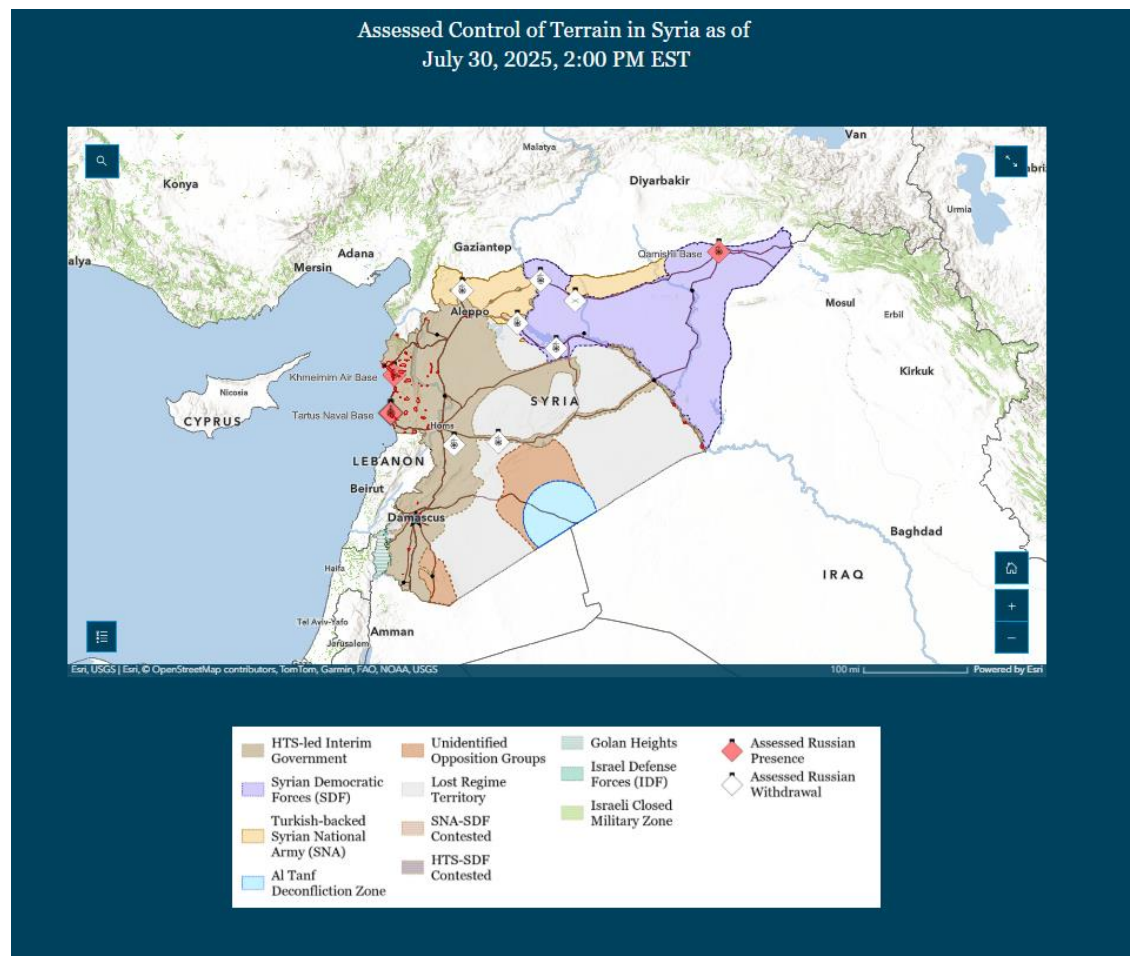 Assessed Control of Terrain in Syria as of
July 30, 2025, 2:00 PM EST
Van
Malatya
Konya
Diyarbakir
Urmia
Adana
Gaziantep
Mersin
Qamishli Base
Aleppo
Mosul
Erbil
Khmeimim Air Base
Kirkuk
Nicosia
SYRIA
CYPRUS
Tartus Naval Base
Homs
LEBANON
Beirut
Damascus
Baghdad
Haifa
IRAQ
Tel Aviv-Yafo
Amman
Jerusalem
Esri, USGS | Esri, © OpenStreetMap contributors, TomTom, Garmin, FAO, NOAA, USGS
100 mi
Powered by Esri
HTS-led Interim
Government
Syrian Democratic
Forces (SDF)
Turkish-backed
Syrian National
Army (SNA)
Al Tanf
Deconfliction Zone
Unidentified
Opposition Groups
Lost Regime
Territory
SNA-SDF
Contested
HTS-SDF
Contested
Golan Heights
Israel Defense
Forces (IDF)
Israeli Closed
Military Zone
Assessed Russian
Presence
Assessed Russian
Withdrawal